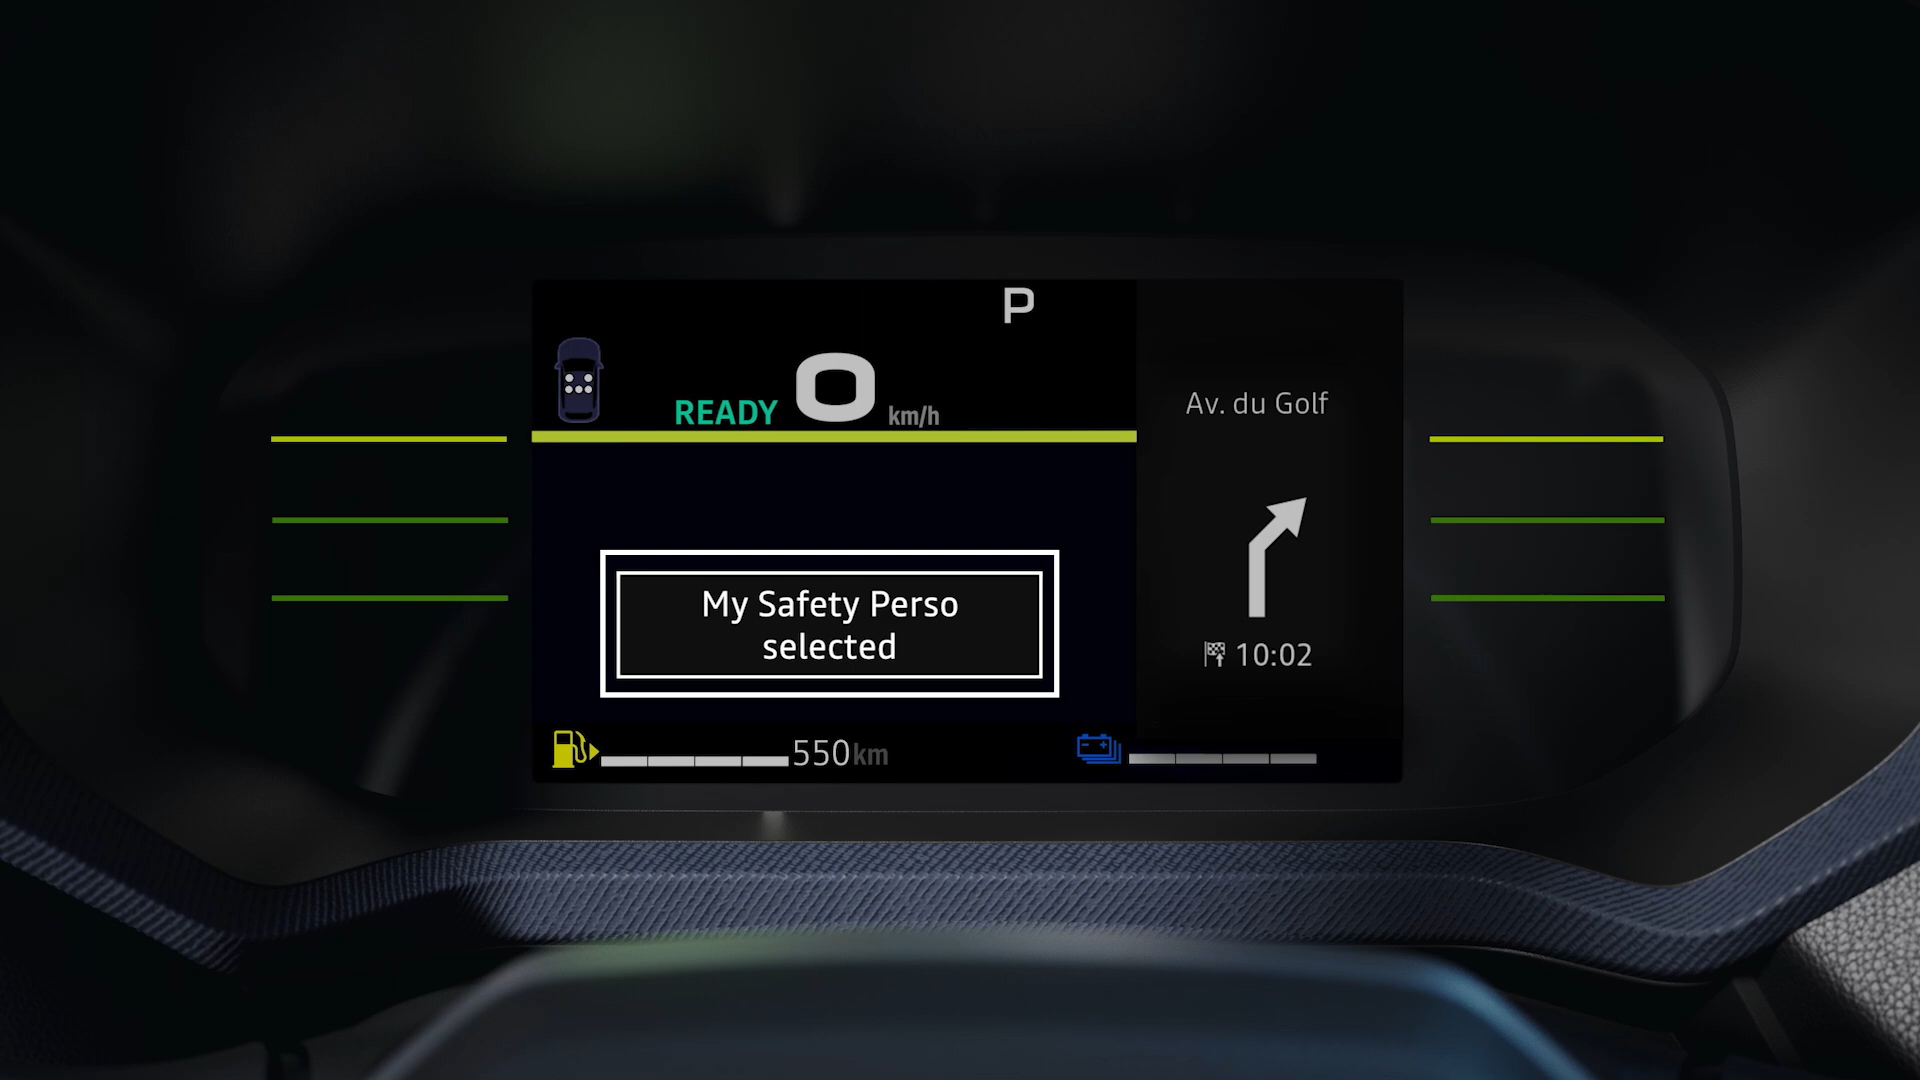 P
READY 0 km/h
Av. du Golf
My Safety Perso
selected
10:02
550km